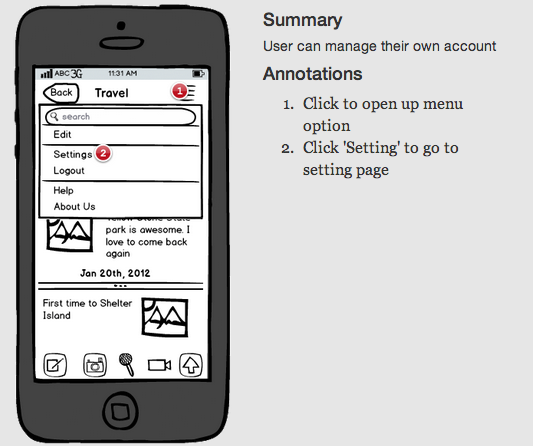 ABC 3G 11:31 AM
Back Travel 1
search
Edit
Settings 2
Logout
Help
About Us
Yellow Stone State
park is awesome. I
love to come back
again
Jan 20th, 2012
First time to Shelter
Island
Summary
User can manage their own account
Annotations
1. Click to open up menu
option
2. Click 'Setting' to go to
setting page